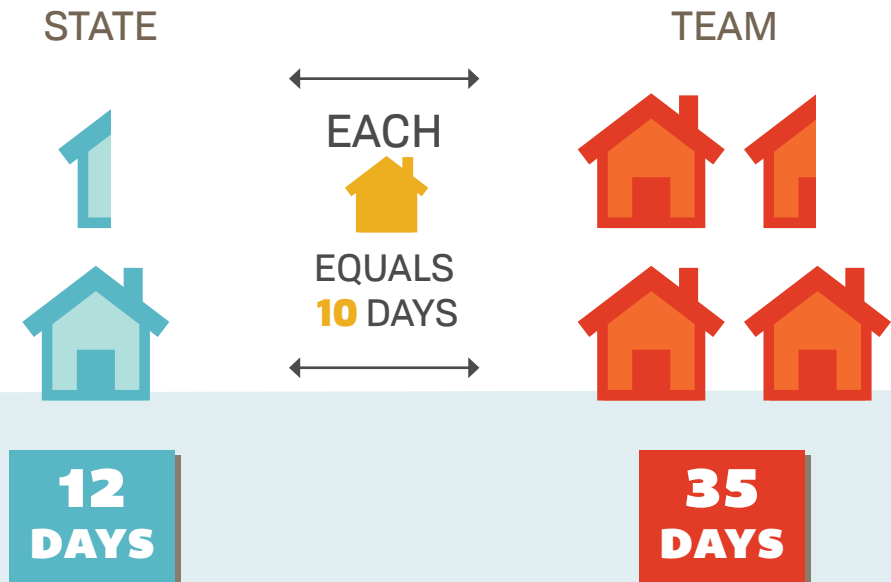 STATE
TEAM
EACH
EQUALS
10 DAYS
12
DAYS
35
DAYS